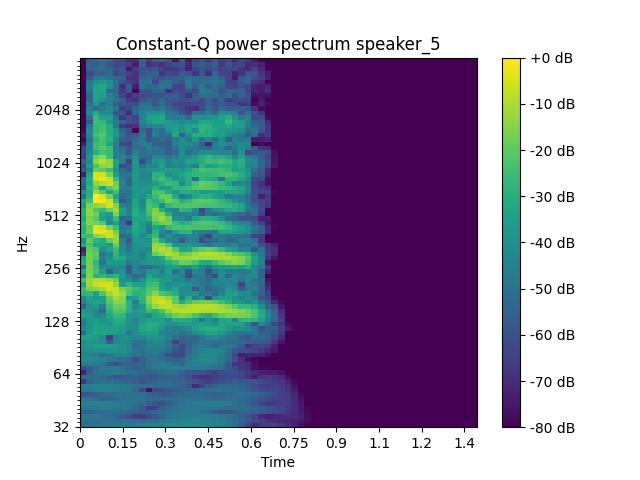 Constant-Q power spectrum speaker_5
Hz
2048
1024
512
256
128
64
32
0 0.15 0.3 0.45 0.6 0.75 0.9 1.1 1.2 1.4
Time
+0 dB
-10 dB
-20 dB
-30 dB
-40 dB
-50 dB
-60 dB
-70 dB
-80 dB